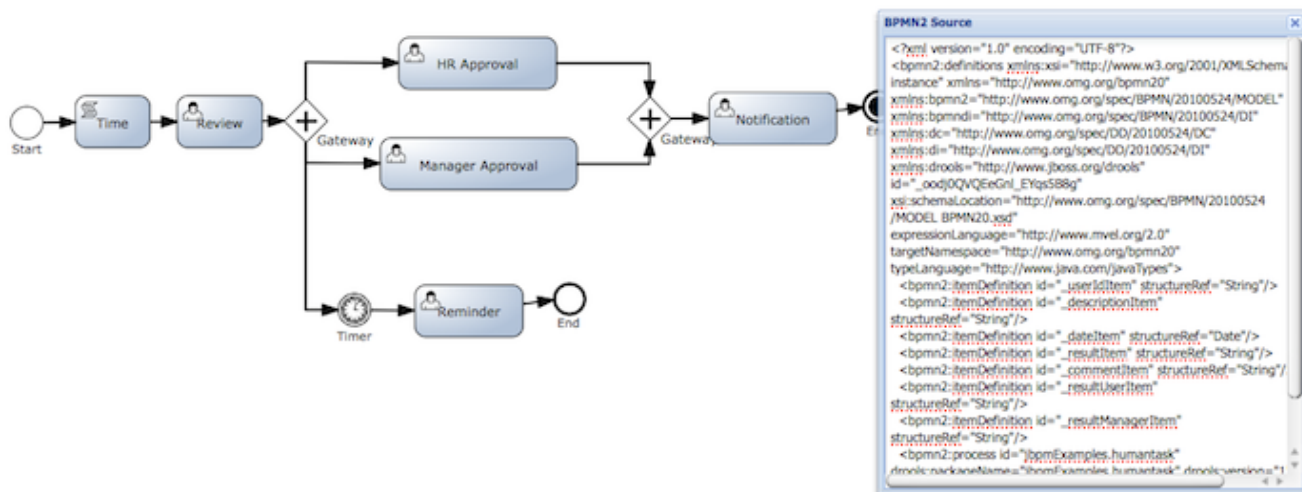 BPMN2 Source
HR Approval
Time
Review
Start
Gateway
Manager Approval
Gateway
Notification
Timer
Reminder
End
<?xml version="1.0" encoding="UTF-8"?>
<bpmn2:definitions xmlns:xsi="http://www.w3.org/2001/XMLSchema
instance" xmlns="http://www.omg.org/bpmn20"
xmlns:bpmn2="http://www.omg.org/spec/BPMN/20100524/MODEL"
xmlns:bpmndi="http://www.omg.org/spec/BPMN/20100524/DI"
xmlns:dc="http://www.omg.org/spec/DD/20100524/DC"
xmlns:di="http://www.omg.org/spec/DD/20100524/DI"
xmlns:drools="http://www.jboss.org/drools"
xsi:schemaLocation="http://www.omg.org/spec/BPMN/20100524
/MODEL BPMN20.xsd"
expressionLanguage="http://www.mvel.org/2.0"
targetNamespace="http://www.omg.org/bpmn20"
typeLanguage="http://www.java.com/javaTypes">
<bpmn2:itemDefinition id="_userIdItem" structureRef="String"/>
<bpmn2:itemDefinition id="_descriptionItem"
structureRef="String"/>
<bpmn2:itemDefinition id="_dateItem" structureRef="Date"/>
<bpmn2:itemDefinition id="_resultItem" structureRef="String"/>
<bpmn2:itemDefinition id="_commentItem" structureRef="String"/
<bpmn2:itemDefinition id="_resultUserItem"
structureRef="String"/>
<bpmn2:itemDefinition id="_resultManagerItem"
structureRef="String"/>
<bpmn2:process id="jbpmExamples.humantask"
drools:packageName="jbpmExamples.humantask" drools:version="1